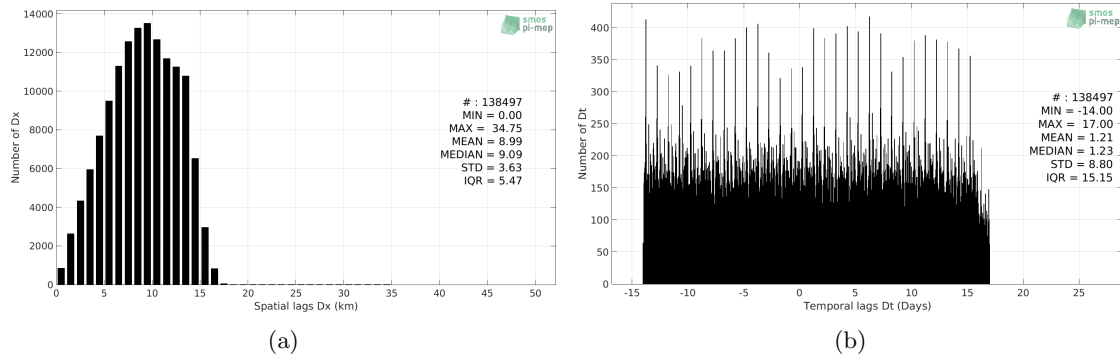 14000
12000
10000
8000
6000
4000
2000
0
Number of Dx
0 5 10 15 20 25 30 35 40 45 50
Spatial lags Dx (km)
smos
pi-mep
# : 138497
MIN = 0.00
MAX = 34.75
MEAN = 8.99
MEDIAN = 9.09
STD = 3.63
IQR = 5.47
(a)
400
350
300
250
200
150
100
50
0
Number of Dt
-15 -10 -5 0 5 10 15 20 25
Temporal lags Dt (Days)
smos
pi-mep
# : 138497
MIN = -14.00
MAX = 17.00
MEAN = 1.21
MEDIAN = 1.23
STD = 8.80
IQR = 15.15
(b)